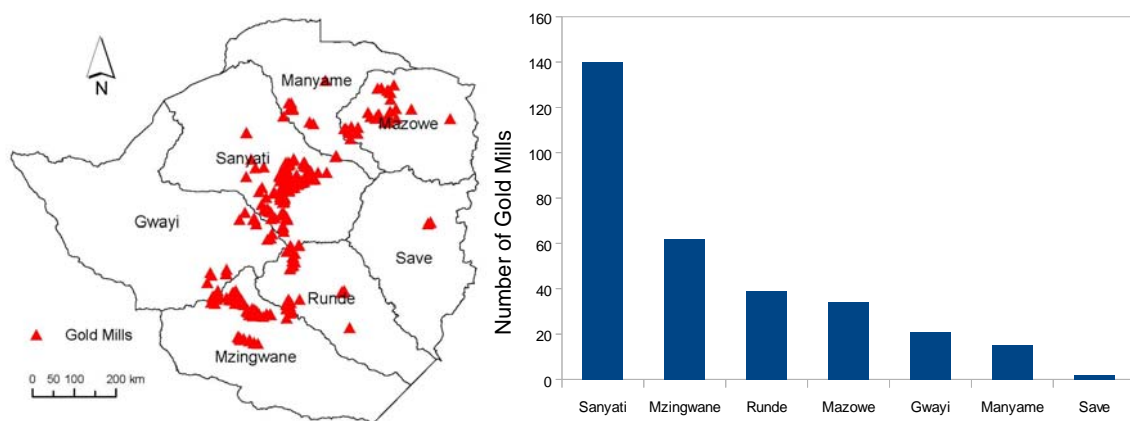 N
Manyame
Mazowe
Sanyati
Gwayi
Save
Runde
Gold Mills
Mzingwane
0 50 100 200 km
Number of Gold Mills
160
140
120
100
80
60
40
20
0
Sanyati Mzingwane Runde Mazowe Gwayi Manyame Save